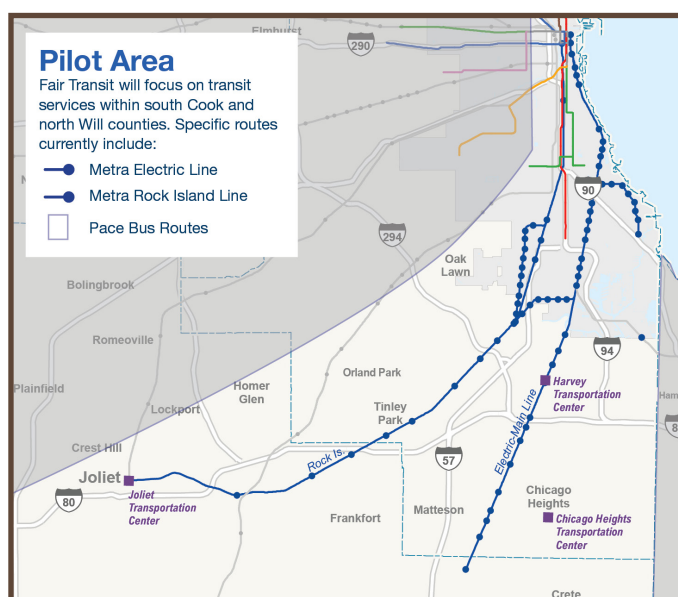 Elmhurst
290
Pilot Area
Fair Transit will focus on transit
services within south Cook and
north Will counties. Specific routes
currently include:
Metra Electric Line
Metra Rock Island Line
Pace Bus Routes
N
90
294
Oak
Lawn
Bolingbrook
Romeoville
94
Plainfield
Orland Park
Homer
Glen
Harvey
Transportation
Center
Ham
Lockport
Tinley
Park
8
Electric-Main Line
Crest Hill
Rock Is.
57
Joliet
Joliet
Transportation
Center
80
Chicago
Heights
Matteson
Frankfort
Chicago Heights
Transportation
Center
Crete